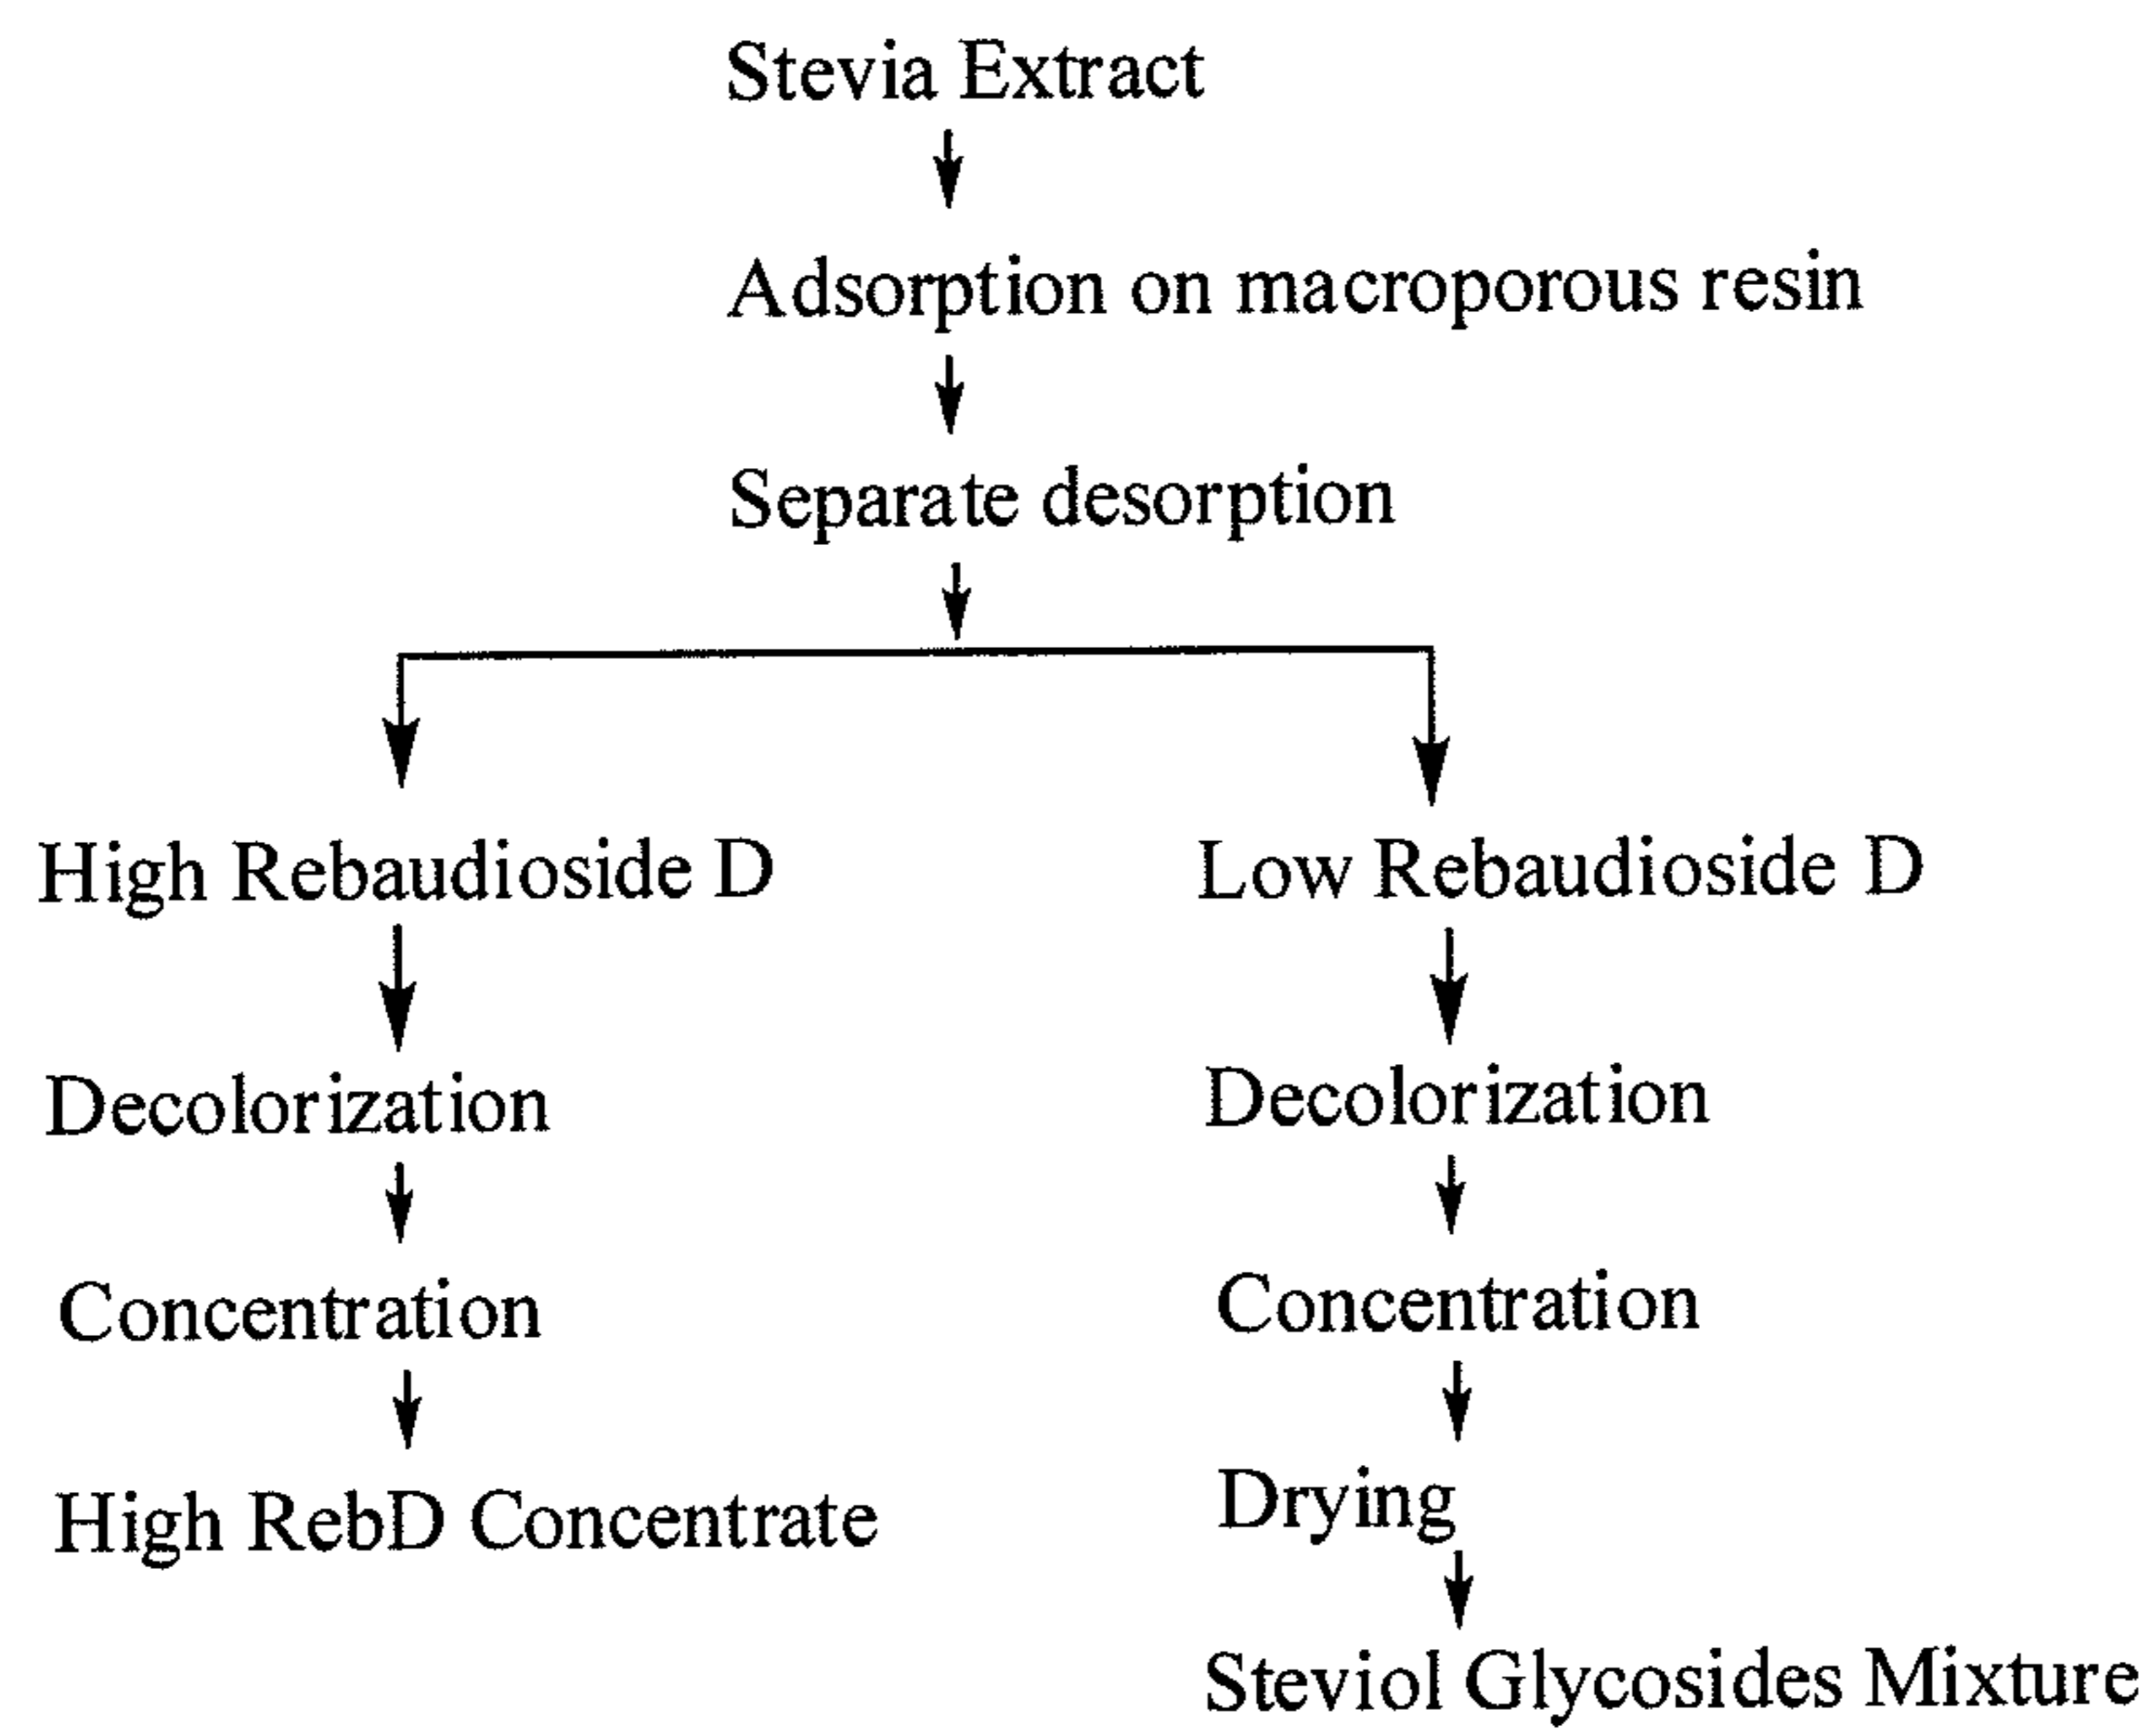 Stevia Extract
Adsorption on macroporous resin
Separate desorption
High Rebaudioside D
Decolorization
Concentration
High RebD Concentrate
Low Rebaudioside D
Decolorization
Concentration
Drying
Steviol Glycosides Mixture